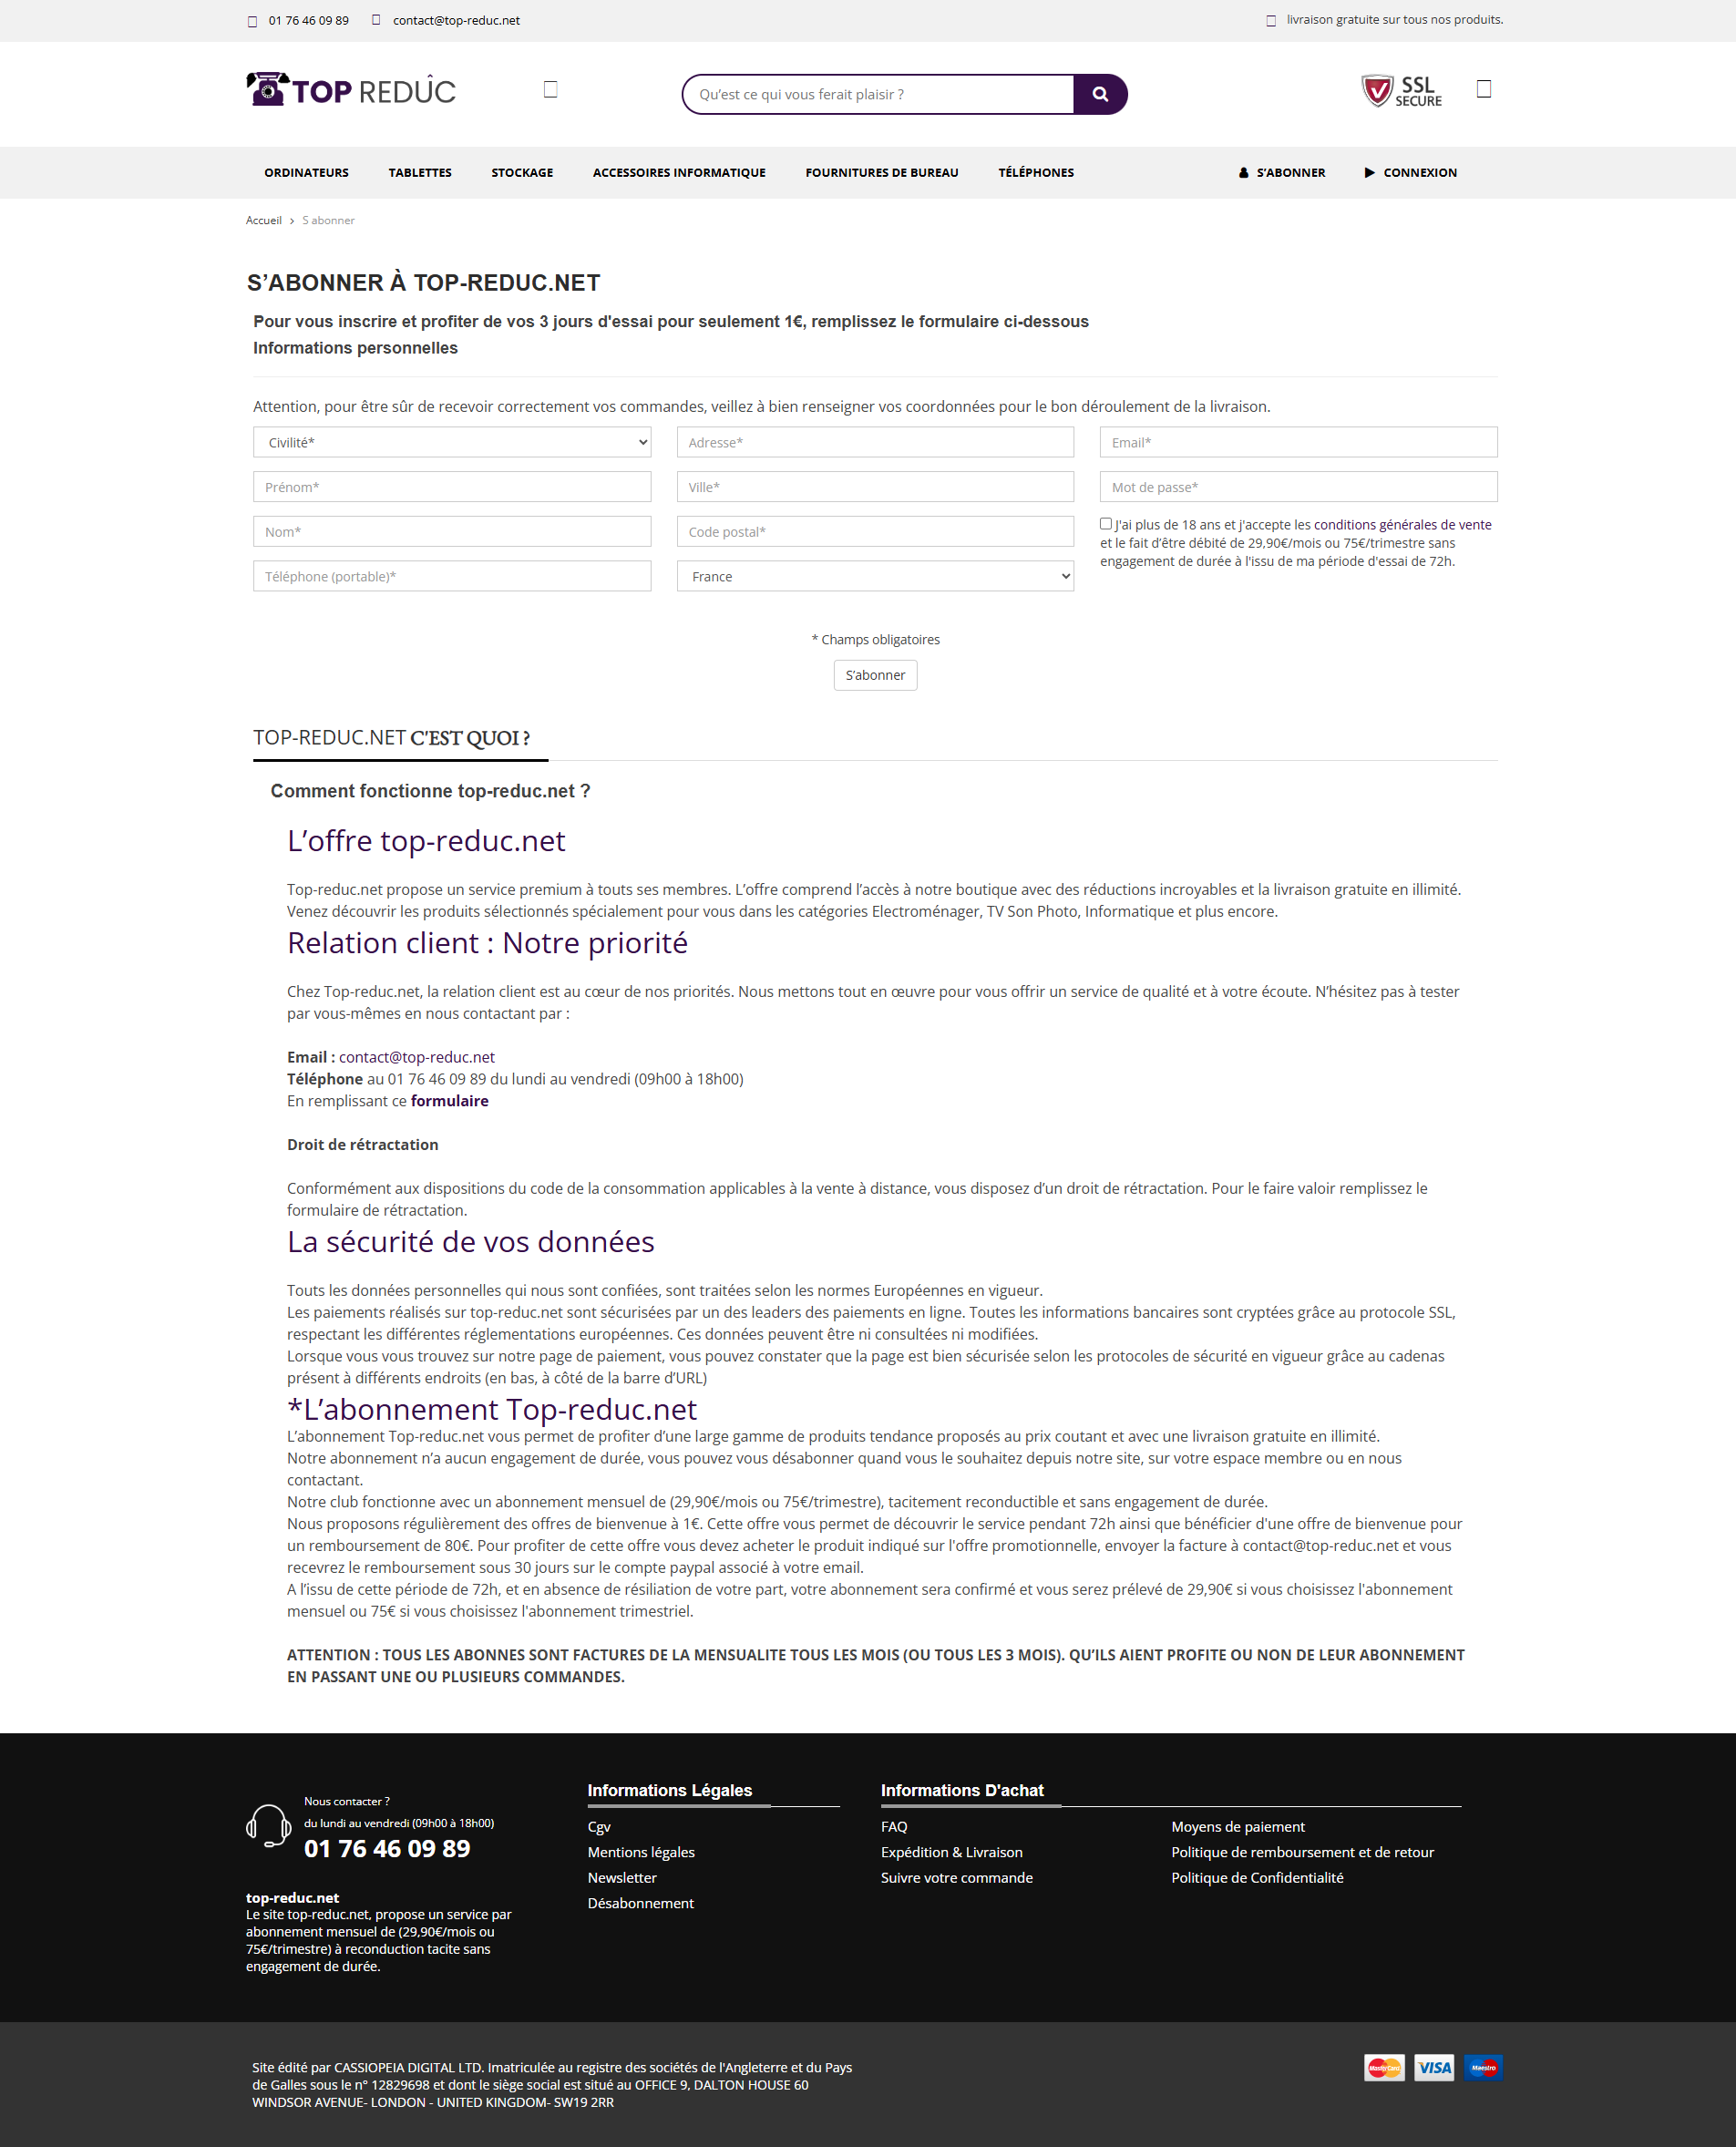 01 76 46 09 89 contact@top-reduc.net livraison gratuite sur tous nos produits.
TOP REDUC Qu’est ce qui vous ferait plaisir ? SSL
SECURE
ORDINATEURS TABLETTES STOCKAGE ACCESSOIRES INFORMATIQUE FOURNITURES DE BUREAU TÉLÉPHONES S’ABONNER CONNEXION
Accueil > S abonner
S’ABONNER À TOP-REDUC.NET
Pour vous inscrire et profiter de vos 3 jours d'essai pour seulement 1€, remplissez le formulaire ci-dessous
Informations personnelles
Attention, pour être sûr de recevoir correctement vos commandes, veillez à bien renseigner vos coordonnées pour le bon déroulement de la livraison.
Civilité* Adresse* Email*
Prénom* Ville* Mot de passe*
Nom* Code postal* J'ai plus de 18 ans et j'accepte les conditions générales de vente
et le fait d’être débité de 29,90€/mois ou 75€/trimestre sans
engagement de durée à l'issu de ma période d'essai de 72h.
Téléphone (portable)* France
* Champs obligatoires
S’abonner
TOP-REDUC.NET C'EST QUOI ?
Comment fonctionne top-reduc.net ?
L’offre top-reduc.net
Top-reduc.net propose un service premium à touts ses membres. L’offre comprend l’accès à notre boutique avec des réductions incroyables et la livraison gratuite en illimité.
Venez découvrir les produits sélectionnés spécialement pour vous dans les catégories Electroménager, TV Son Photo, Informatique et plus encore.
Relation client : Notre priorité
Chez Top-reduc.net, la relation client est au cœur de nos priorités. Nous mettons tout en œuvre pour vous offrir un service de qualité et à votre écoute. N’hésitez pas à tester
par vous-mêmes en nous contactant par :
Email : contact@top-reduc.net
Téléphone au 01 76 46 09 89 du lundi au vendredi (09h00 à 18h00)
En remplissant ce formulaire
Droit de rétractation
Conformément aux dispositions du code de la consommation applicables à la vente à distance, vous disposez d’un droit de rétractation. Pour le faire valoir remplissez le
formulaire de rétractation.
La sécurité de vos données
Touts les données personnelles qui nous sont confiées, sont traitées selon les normes Européennes en vigueur.
Les paiements réalisés sur top-reduc.net sont sécurisées par un des leaders des paiements en ligne. Toutes les informations bancaires sont cryptées grâce au protocole SSL,
respectant les différentes réglementations européennes. Ces données peuvent être ni consultées ni modifiées.
Lorsque vous vous trouvez sur notre page de paiement, vous pouvez constater que la page est bien sécurisée selon les protocoles de sécurité en vigueur grâce au cadenas
présent à différents endroits (en bas, à côté de la barre d’URL)
*L’abonnement Top-reduc.net
L’abonnement Top-reduc.net vous permet de profiter d’une large gamme de produits tendance proposés au prix coutant et avec une livraison gratuite en illimité.
Notre abonnement n’a aucun engagement de durée, vous pouvez vous désabonner quand vous le souhaitez depuis notre site, sur votre espace membre ou en nous
contactant.
Notre club fonctionne avec un abonnement mensuel de (29,90€/mois ou 75€/trimestre), tacitement reconductible et sans engagement de durée.
Nous proposons régulièrement des offres de bienvenue à 1€. Cette offre vous permet de découvrir le service pendant 72h ainsi que bénéficier d'une offre de bienvenue pour
un remboursement de 80€. Pour profiter de cette offre vous devez acheter le produit indiqué sur l'offre promotionnelle, envoyer la facture à contact@top-reduc.net et vous
recevrez le remboursement sous 30 jours sur le compte paypal associé à votre email.
A l’issu de cette période de 72h, et en absence de résiliation de votre part, votre abonnement sera confirmé et vous serez prélevé de 29,90€ si vous choisissez l'abonnement
mensuel ou 75€ si vous choisissez l'abonnement trimestriel.
ATTENTION : TOUS LES ABONNES SONT FACTURES DE LA MENSUALITE TOUS LES MOIS (OU TOUS LES 3 MOIS). QU’ILS AIENT PROFITE OU NON DE LEUR ABONNEMENT
EN PASSANT UNE OU PLUSIEURS COMMANDES.
Nous contacter ?
du lundi au vendredi (09h00 à 18h00)
01 76 46 09 89
top-reduc.net
Le site top-reduc.net, propose un service par
abonnement mensuel de (29,90€/mois ou
75€/trimestre) à reconduction tacite sans
engagement de durée.
Informations Légales
Cgv
Mentions légales
Newsletter
Désabonnement
Informations D'achat
FAQ
Expédition & Livraison
Suivre votre commande
Moyens de paiement
Politique de remboursement et de retour
Politique de Confidentialité
Site édité par CASSIOPEIA DIGITAL LTD. Imatriculée au registre des sociétés de l'Angleterre et du Pays
de Galles sous le n° 12829698 et dont le siège social est situé au OFFICE 9, DALTON HOUSE 60
WINDSOR AVENUE- LONDON - UNITED KINGDOM- SW19 2RR
MasterCard VISA Maestro